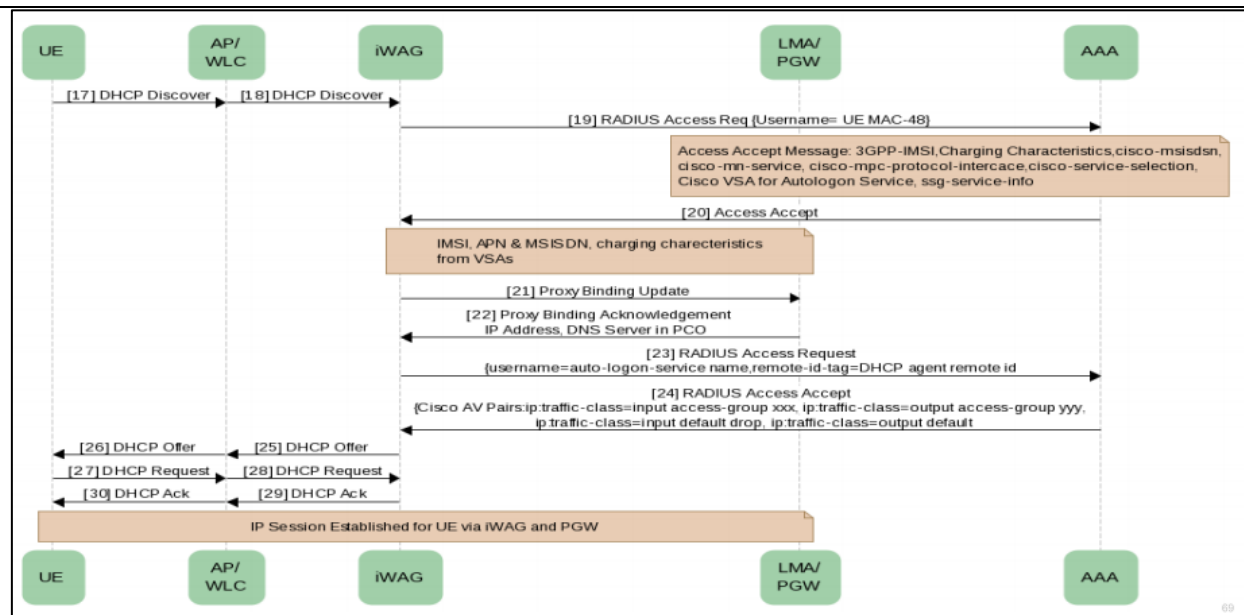 UE
AP/
WLC
iWAG
LMA/
PGW
AAA
[17] DHCP Discover
[18] DHCP Discover
[19] RADIUS Access Req {Username= UE MAC-48}
Access Accept Message: 3GPP-IMSI,Charging Characteristics,cisco-msisdsn,
cisco-mn-service, cisco-mpc-protocol-intercace,cisco-service-selection,
Cisco VSA for Autologon Service, ssg-service-info
[20] Access Accept
IMSI, APN & MSISDN, charging charecteristics
from VSAs
[21] Proxy Binding Update
[22] Proxy Binding Acknowledgement
IP Address, DNS Server in PCO
[23] RADIUS Access Request
{username=auto-logon-service name,remote-id-tag=DHCP agent remote id
[24] RADIUS Access Accept
{Cisco AV Pairs:ip:traffic-class=input access-group xxx, ip:traffic-class=output access-group yyy,
ip:traffic-class=input default drop, ip:traffic-class=output default
[26] DHCP Offer
[25] DHCP Offer
[27] DHCP Request
[28] DHCP Request
[30] DHCP Ack
[29] DHCP Ack
IP Session Established for UE via iWAG and PGW
UE
AP/
WLC
iWAG
LMA/
PGW
AAA
69